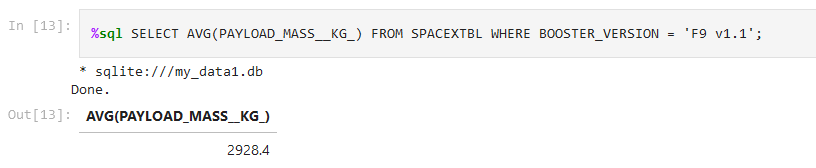 In [13]: %sql SELECT AVG(PAYLOAD_MASS__KG_) FROM SPACEXTBL WHERE BOOSTER_VERSION = 'F9 v1.1';
* sqlite:///my_data1.db
Done.
Out[13]: AVG(PAYLOAD_MASS__KG_)
2928.4